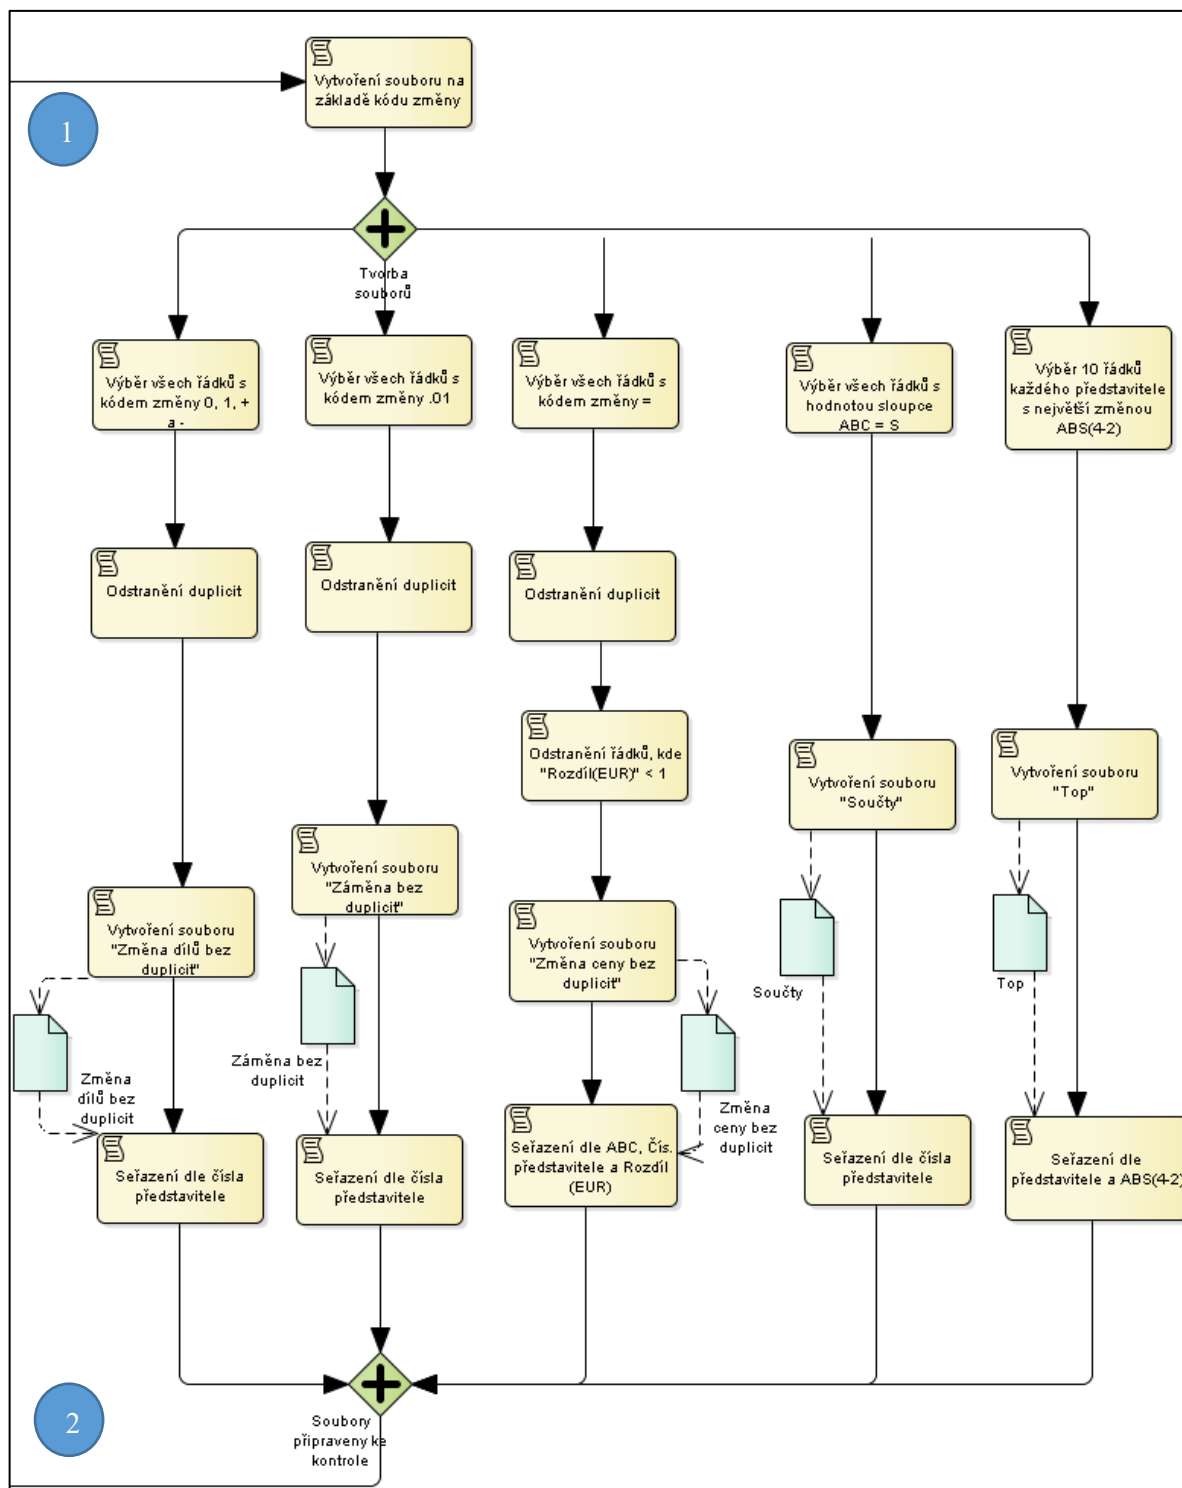 Vytvoření souboru na
základě kódu změny
1
Tvorba
souborů
Výběr všech řádků s
kódem změny 0, 1, +
a -
Výběr všech řádků s
kódem změny .01
Výběr všech řádků s
kódem změny =
Výběr všech řádků s
hodnotou sloupce
ABC = S
Výběr 10 řádků
každého představitele
s největší změnou
ABS(4-2)
Odstranění duplicit
Odstranění duplicit
Odstranění duplicit
Odstranění řádků, kde
"Rozdíl(EUR)" < 1
Vytvoření souboru
"Součty"
Vytvoření souboru
"Top"
Vytvoření souboru
"Záměna bez
duplicit"
Vytvoření souboru
"Změna dílů bez
duplicit"
Vytvoření souboru
"Změna ceny bez
duplicit"
Součty
Top
Záměna bez
duplicit
Změna
dílů bez
duplicit
Změna
ceny bez
duplicit
Seřazení dle čísla
představitele
Seřazení dle čísla
představitele
Seřazení dle ABC, Čís.
představitele a Rozdíl
(EUR)
Seřazení dle čísla
představitele
Seřazení dle
představitele a ABS(4-2)
2
Soubory
připraveny ke
kontrole